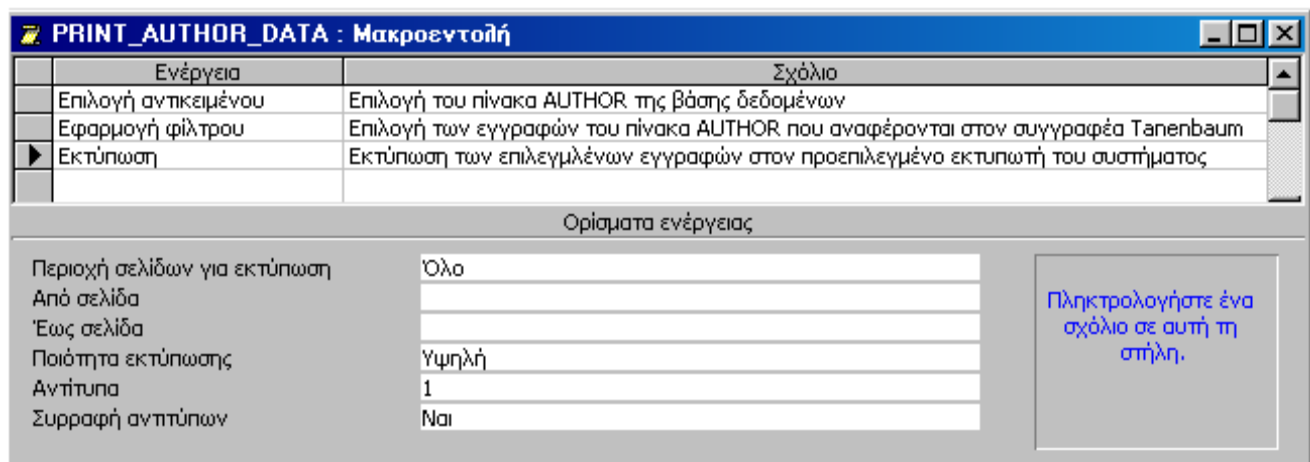 PRINT_AUTHOR_DATA : Μακροεντολή
Ενέργεια Σχόλιο
Επιλογή αντικειμένου Επιλογή του πίνακα AUTHOR της βάσης δεδομένων
Εφαρμογή φίλτρου Επιλογή των εγγραφών του πίνακα AUTHOR που αναφέρονται στον συγγραφέα Tanenbaum
Εκτύπωση Εκτύπωση των επιλεγμλένων εγγραφών στον προεπιλεγμένο εκτυπωτή του συστήματος
Ορίσματα ενέργειας
Περιοχή σελίδων για εκτύπωση Όλο
Από σελίδα
Έως σελίδα
Ποιότητα εκτύπωσης Υψηλή
Αντίτυπα 1
Συρραφή αντιτύπων Ναι
Πληκτρολογήστε ένα
σχόλιο σε αυτή τη
στήλη.